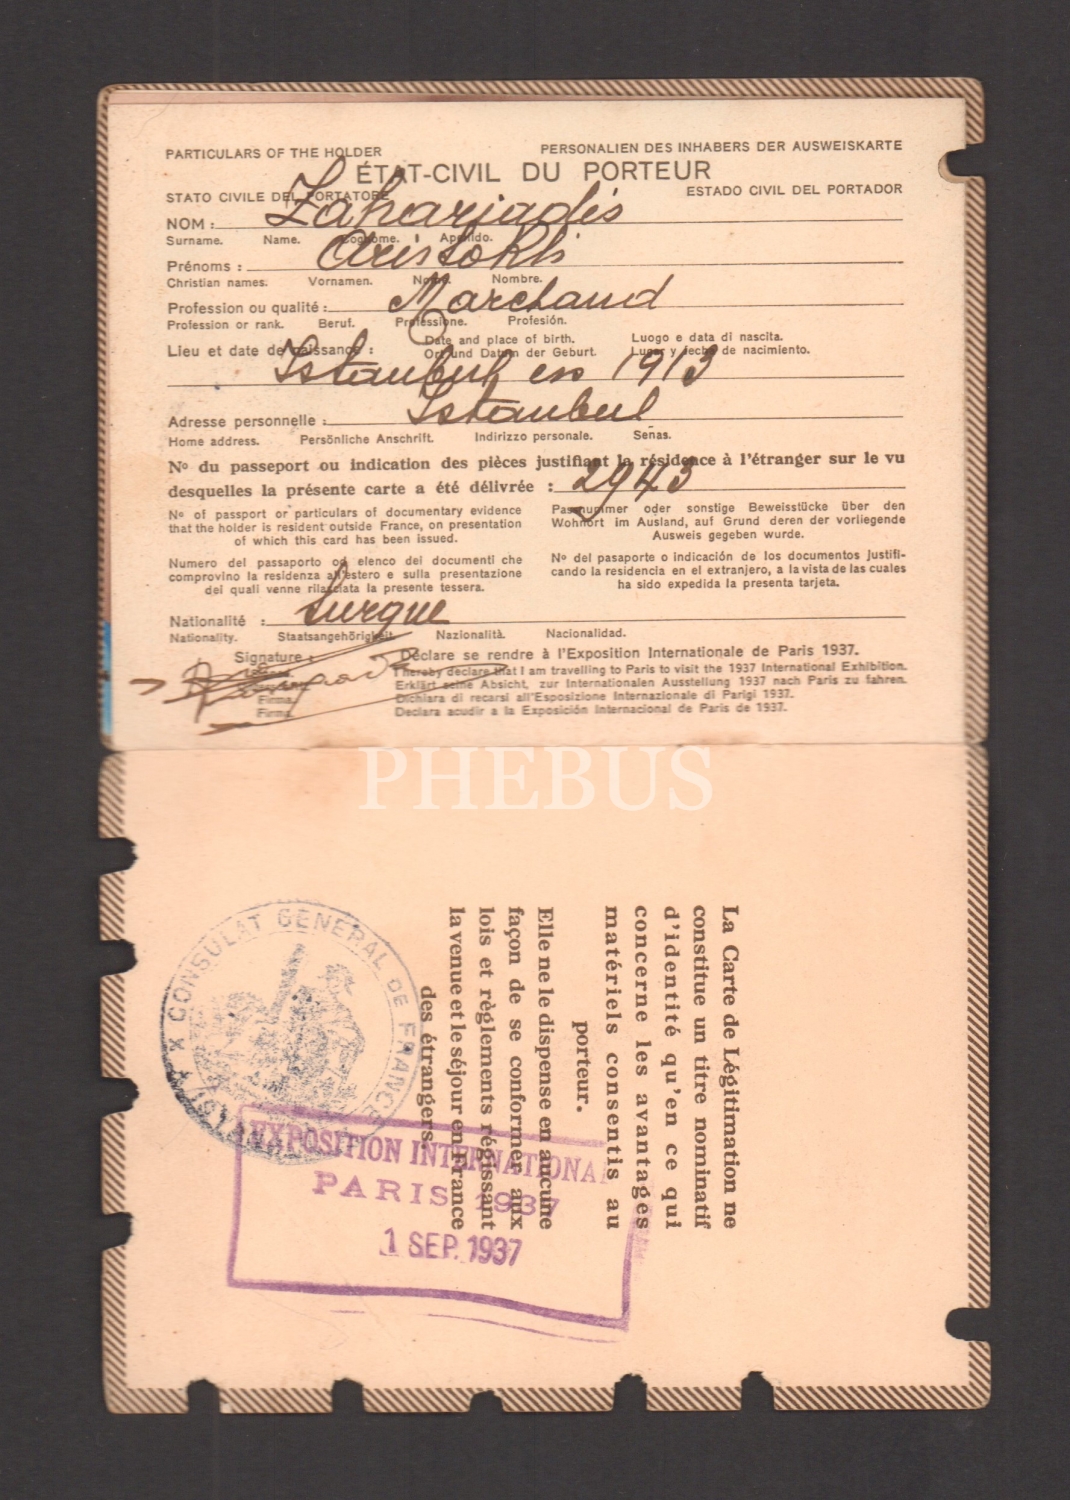 PARTICULARS OF THE HOLDER PERSONALIEN DES INHABERS DER AUSWEISKARTE
ÉTAT-CIVIL DU PORTEUR
STATO CIVILE DEL PORTATORE ESTADO CIVIL DEL PORTADOR
NOM : Zahariadis
Surname. Name. Cognome. Apellido.
Prénoms : Aristoklis
Christian names. Vornamen. Nome. Nombre.
Profession ou qualité : Marchand
Profession or rank. Beruf. Professione. Profesión.
Lieu et date de naissance : Date and place of birth. Luogo e data di nascita.
Ort und Datum der Geburt. Lugar y fecha de nacimiento.
Istanbul en 1913
Adresse personnelle : Istanbul
Home address. Persönliche Anschrift. Indirizzo personale. Señas.
Nº du passeport ou indication des pièces justifiant la résidence à l'étranger sur le vu
desquelles la présente carte a été délivrée : 2943
Nº of passport or particulars of documentary evidence
that the holder is resident outside France, on presentation
of which this card has been issued.
Passnummer oder sonstige Beweisstücke über den
Wohnort im Ausland, auf Grund deren der vorliegende
Ausweis gegeben wurde.
Numero del passaporto od elenco dei documenti che
comprovino la residenza all'estero e sulla presentazione
dei quali venne rilasciata la presente tessera.
Nº del pasaporte o indicación de los documentos justifi-
cando la residencia en el extranjero, a la vista de las cuales
ha sido expedida la presenta tarjeta.
Nationalité : Turque
Nationality. Staatsangehörigkeit. Nazionalità. Nacionalidad.
Signature :
Firma.
Firma.
Déclare se rendre à l'Exposition Internationale de Paris 1937.
I hereby declare that I am travelling to Paris to visit the 1937 International Exhibition.
Erklärt seine Absicht, zur Internationalen Ausstellung 1937 nach Paris zu fahren.
Dichiara di recarsi all'Esposizione Internazionale di Parigi 1937.
Declara acudir a la Exposición Internacional de Paris de 1937.
PHEBUS
La Carte de Légitimation ne
constitue un titre nominatif
d'identité qu'en ce qui
concerne les avantages
matériels consentis au
porteur.
Elle ne le dispense en aucune
façon de se conformer aux
lois et règlements régissant
la venue et le séjour en France
des étrangers.
CONSULAT GENERAL DE FRANCE
EXPOSITION INTERNATIONA
PARIS 1937
1 SEP. 1937